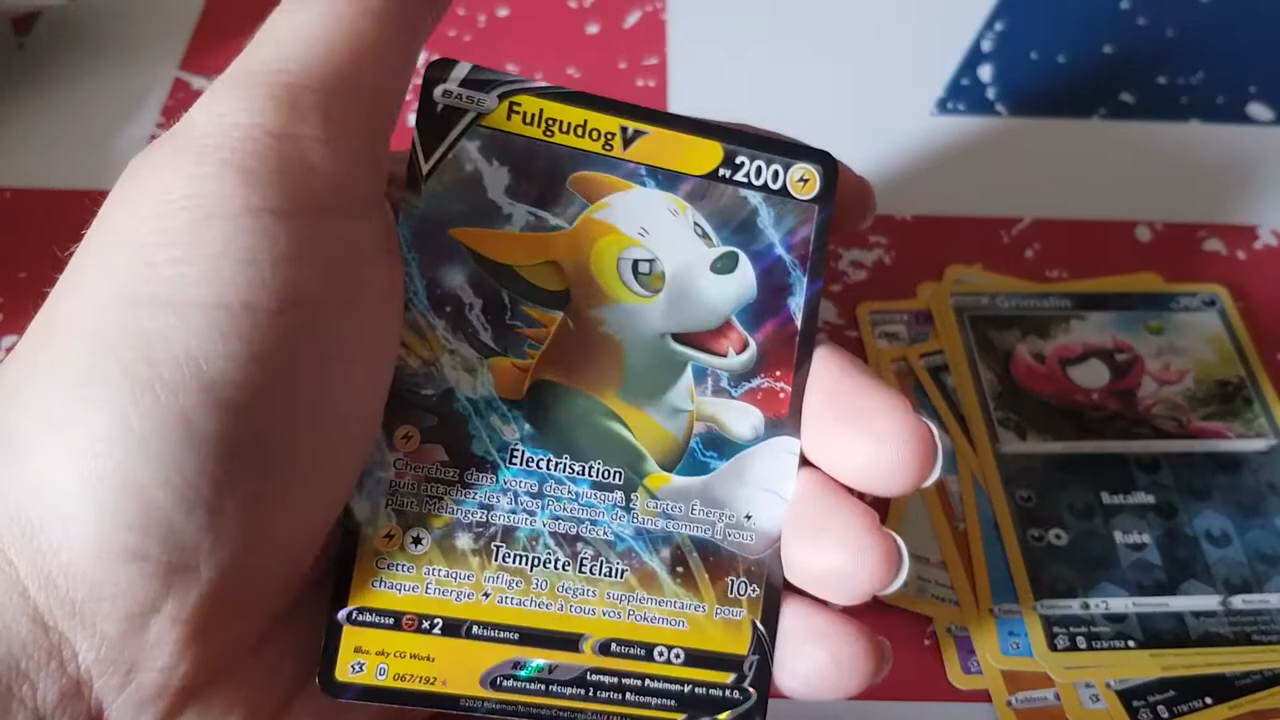 BASE
Fulgudog V
PV 200
Électrisation
Cherchez dans votre deck jusqu'à 2 cartes Énergie
puis attachez-les à vos Pokémon de Banc comme il vous
plaît. Mélangez ensuite votre deck.
Tempête Éclair 10+
Cette attaque inflige 30 dégâts supplémentaires pour
chaque Énergie attachée à tous vos Pokémon.
Faiblesse ×2 Résistance
Retraite
Illus. aky CG Works
D 067/192
Règle V
Lorsque votre Pokémon-V est mis K.O.,
l'adversaire récupère 2 cartes Récompense.
©2020 Pokémon/Nintendo/Creatures/GAME FREAK
Grimalin
Bataille
Ruée
×2
D 123/192
Faiblesse
119/192